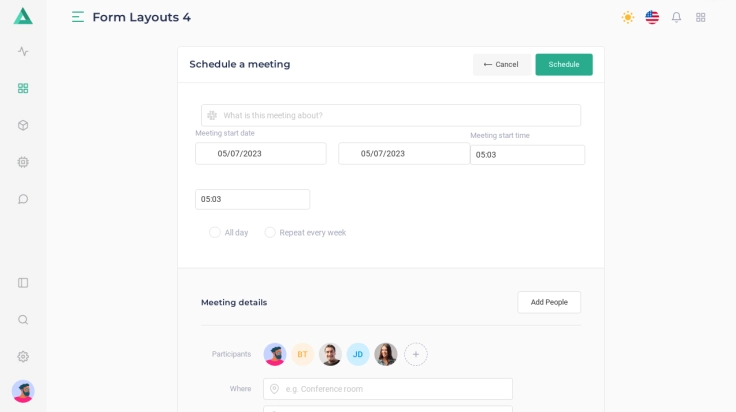 Form Layouts 4
Schedule a meeting
Cancel
Schedule
What is this meeting about?
Meeting start date
Meeting start time
05/07/2023
05/07/2023
05:03
05:03
All day
Repeat every week
Meeting details
Add People
Participants
BT
JD
Where
e.g. Conference room